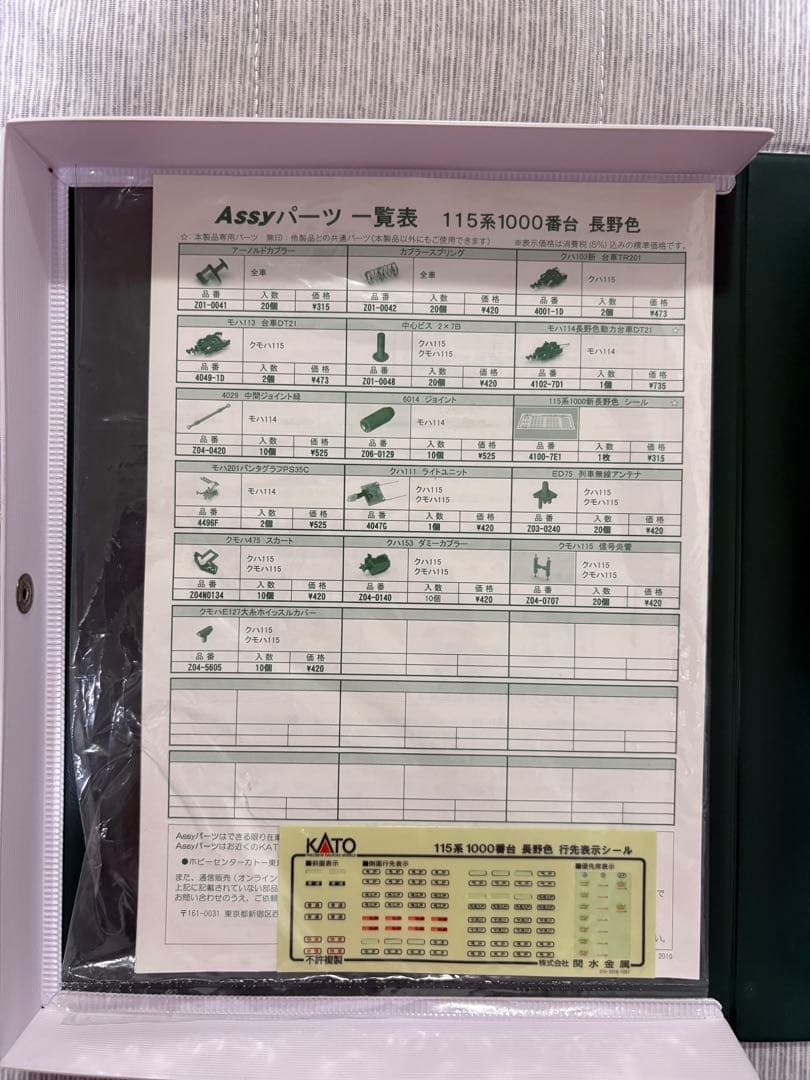 Assyパーツ 一覧表 115系1000番台 長野色
☆: 本製品専用パーツ 無印: 他製品との共通パーツ(本製品以外にもご使用できます) ※表示価格は消費税(5%)込みの標準価格です。
アーノルドカプラー カプラースプリング クハ103新 台車TR201
全車 全車 クハ115
品番 入数 価格 品番 入数 価格 品番 入数 価格
Z01-0041 20個 ¥315 Z01-0042 20個 ¥420 4001-1D 2個 ¥473
モハ113 台車DT21 中心ビス 2×7B モハ114長野色動力台車DT21 ☆
クモハ115 クハ115 モハ114
クモハ115
品番 入数 価格 品番 入数 価格 品番 入数 価格
4049-1D 2個 ¥473 Z01-0048 20個 ¥420 4102-7D1 1個 ¥735
4029 中間ジョイント緑 6014 ジョイント 115系1000新長野色 シール ☆
モハ114 モハ114
品番 入数 価格 品番 入数 価格 品番 入数 価格
Z04-0420 10個 ¥525 Z06-0129 10個 ¥525 4100-7E1 1枚 ¥315
モハ201パンタグラフPS35C クハ111 ライトユニット ED75 列車無線アンテナ
モハ114 クハ115 クハ115
クモハ115 クモハ115
品番 入数 価格 品番 入数 価格 品番 入数 価格
4496F 2個 ¥525 4047G 1個 ¥420 Z03-0240 20個 ¥420
クモハ475 スカート クハ153 ダミーカプラー クモハ115 信号炎管
クハ115 クハ115 クハ115
クモハ115 クモハ115 クモハ115
品番 入数 価格 品番 入数 価格 品番 入数 価格
Z04N0134 10個 ¥420 Z04-0140 10個 ¥420 Z04-0707 20個 ¥420
クモハE127大糸ホイッスルカバー
クハ115
クモハ115
品番 入数 価格
Z04-5605 10個 ¥420
Assyパーツはできる限り在庫
Assyパーツはお近くのKAT
●ホビーセンターカトー東
また、通信販売(オンライン
上記に記載されていない部品
お問い合わせのうえ、ご依頼
〒161-0031 東京都新宿区西
2010
KATO 115系1000番台 長野色 行先表示シール
■前面表示 ■側面行先表示 ■優先席表示
不許複製 株式会社 関水金属